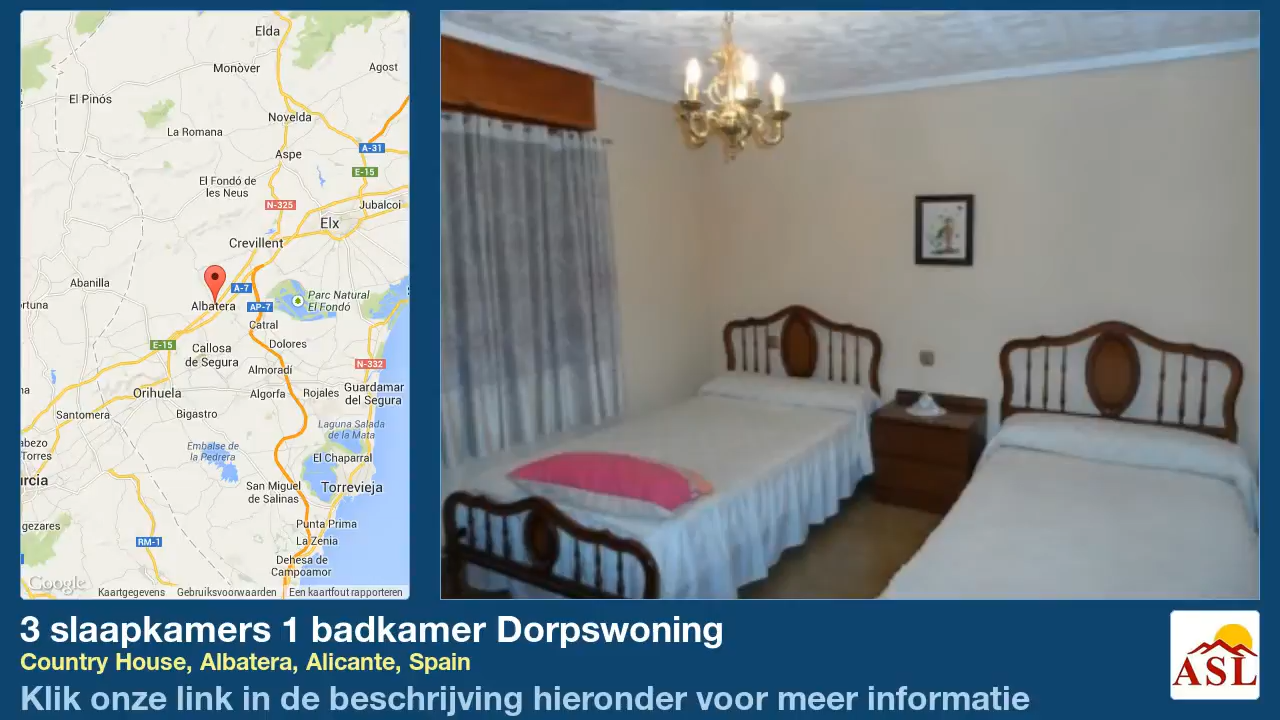 Elda
Monòver
Agost
El Pinós
Novelda
La Romana
A-31
Aspe
E-15
El Fondó de
les Neus
N-325
Jubalcoi
Elx
Crevillent
Abanilla
A-7
Parc Natural
El Fondó
Albatera
AP-7
Catral
E-15
Dolores
Callosa
de Segura
N-332
Almoradí
Orihuela
Algorfa
Rojales
Guardamar
del Segura
Santomera
Bigastro
Laguna Salada
de la Mata
Embalse de
la Pedrera
El Chaparral
San Miguel
de Salinas
Torrevieja
Punta Prima
RM-1
La Zenia
Dehesa de
Campoamor
Google
Kaartgegevens Gebruiksvoorwaarden Een kaartfout rapporteren
3 slaapkamers 1 badkamer Dorpswoning
Country House, Albatera, Alicante, Spain
Klik onze link in de beschrijving hieronder voor meer informatie
ASL